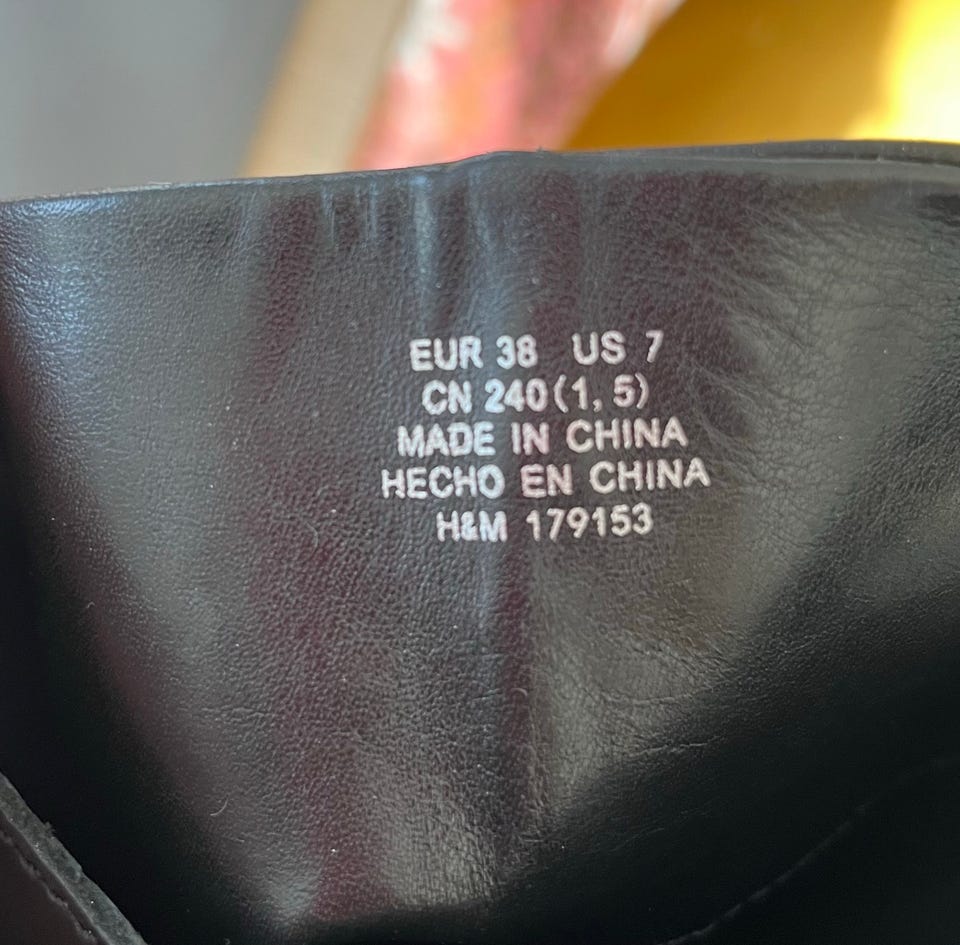 EUR 38 US 7
CN 240(1, 5)
MADE IN CHINA
HECHO EN CHINA
H&M 179153